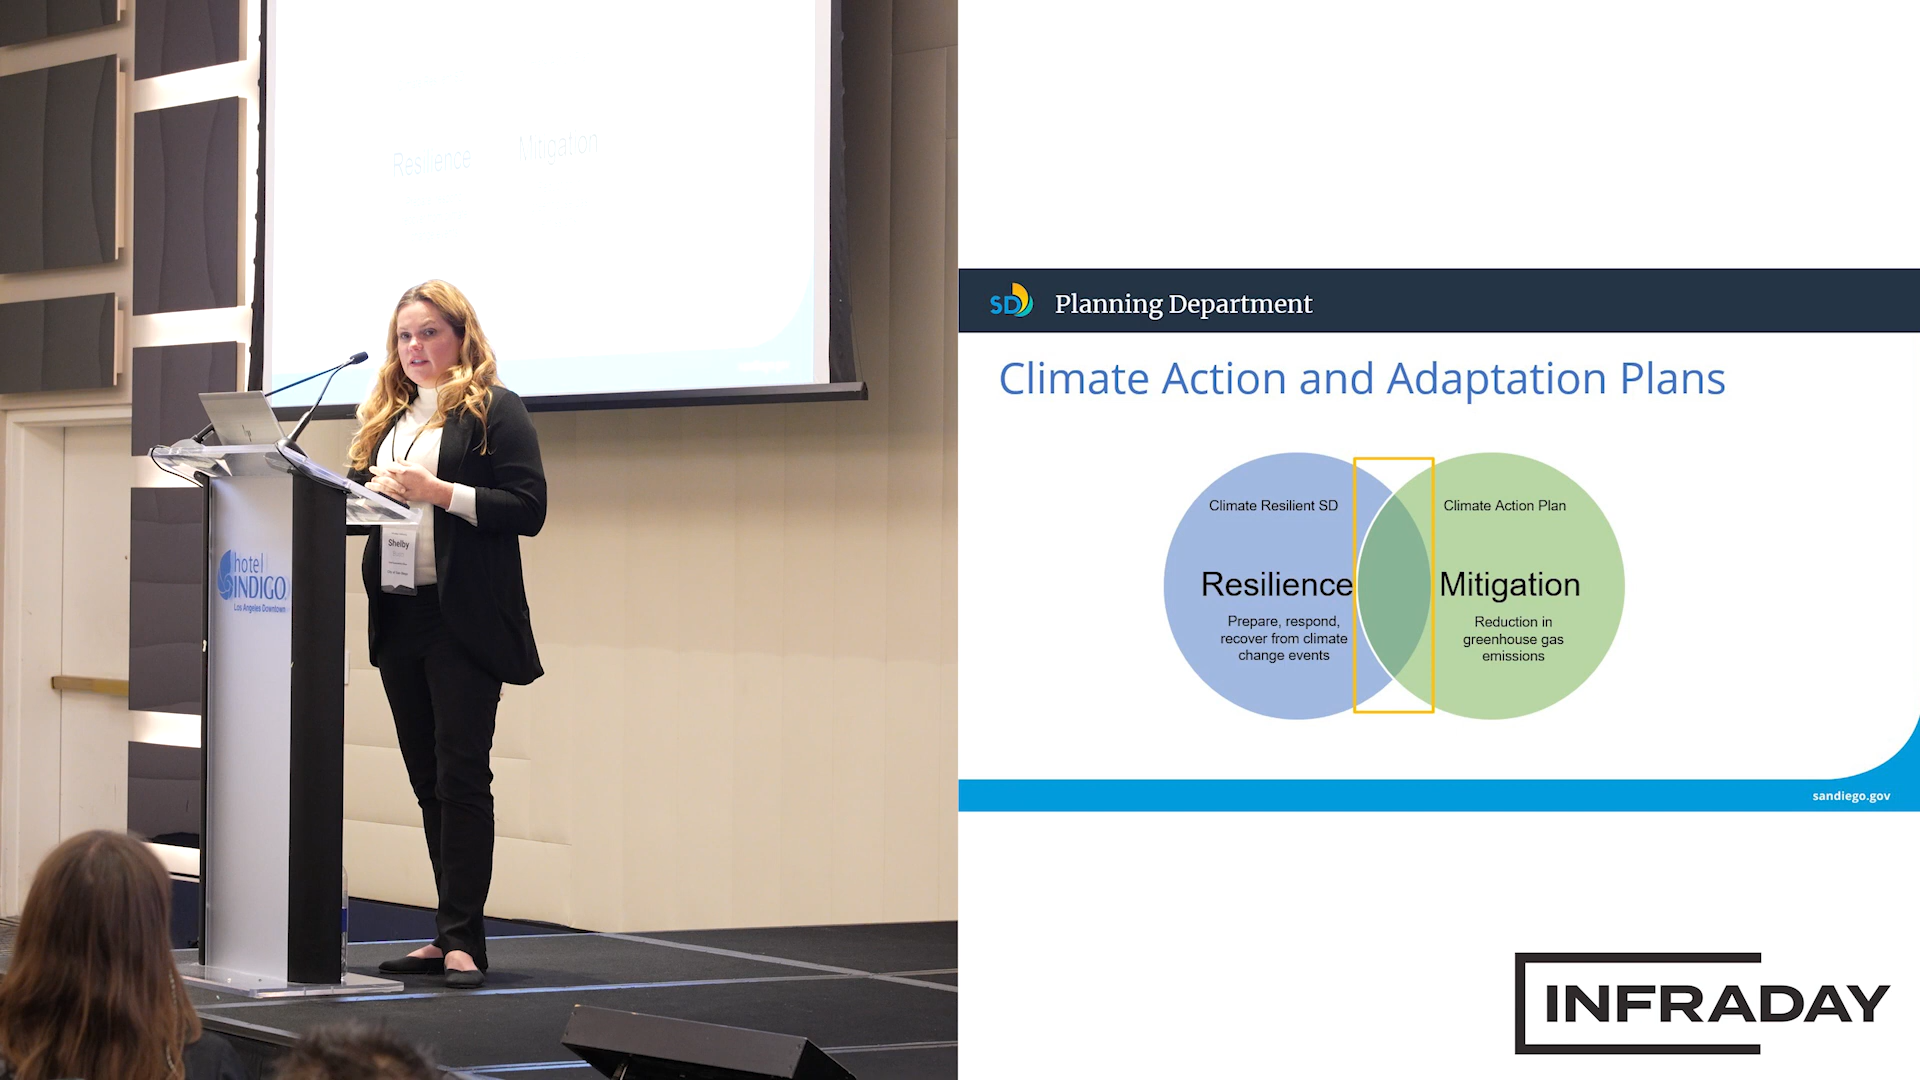 Resilience
Mitigation
Shelby
hotel
INDIGO
Los Angeles Downtown
SD
Planning Department
Climate Action and Adaptation Plans
Climate Resilient SD
Resilience
Prepare, respond,
recover from climate
change events
Climate Action Plan
Mitigation
Reduction in
greenhouse gas
emissions
sandiego.gov
INFRADAY